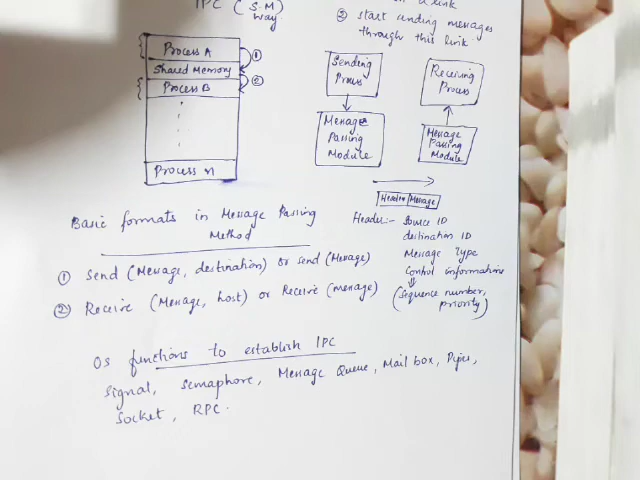 IPC (S.M way)
a link
② start sending messages
through this link.
Process A
①
Shared Memory
②
Process B
Process n
Sending Process
Message Passing Module
Receiving Process
Message Passing Module
Header Message
Header:- Source ID
destination ID
Message Type
Control informations
(Sequence number, priority)
Basic formats in Message Passing
Method
① Send (Message, destination) or send (Message)
② Receive (Message, host) or Receive (message)
Os functions to establish IPC
Signal, Semaphore, Message Queue, Mail box, Pipes,
Socket, RPC.